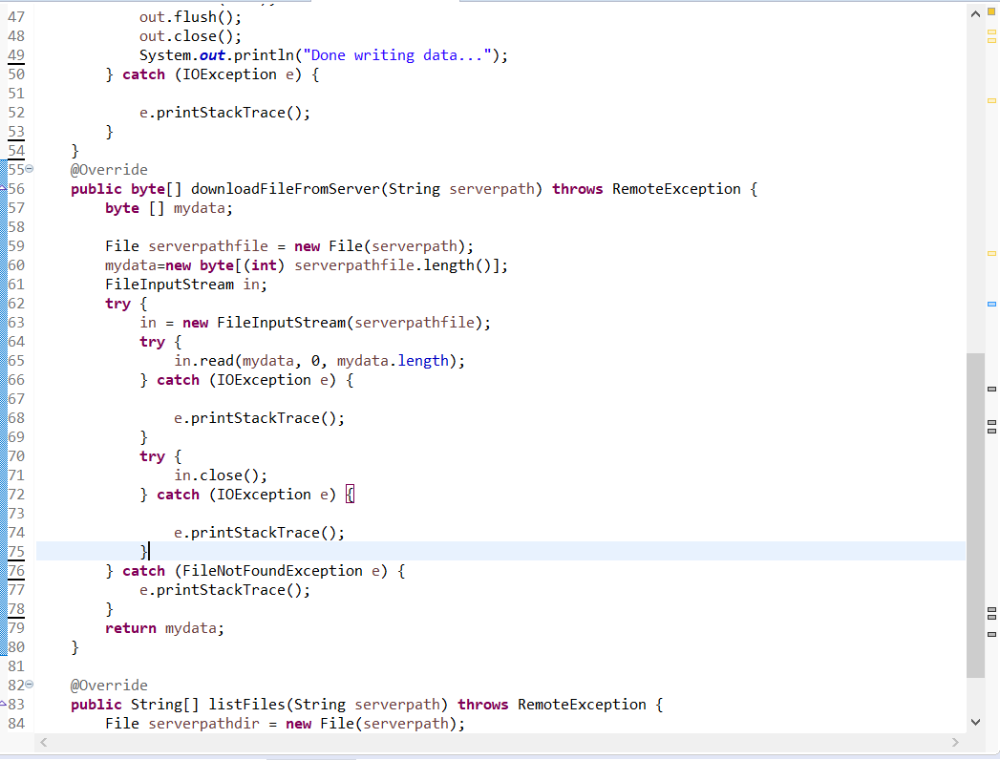 47 out.flush();
48 out.close();
49 System.out.println("Done writing data...");
50 } catch (IOException e) {
51
52 e.printStackTrace();
53 }
54 }
55 @Override
56 public byte[] downloadFileFromServer(String serverpath) throws RemoteException {
57 byte [] mydata;
58
59 File serverpathfile = new File(serverpath);
60 mydata=new byte[(int) serverpathfile.length()];
61 FileInputStream in;
62 try {
63 in = new FileInputStream(serverpathfile);
64 try {
65 in.read(mydata, 0, mydata.length);
66 } catch (IOException e) {
67
68 e.printStackTrace();
69 }
70 try {
71 in.close();
72 } catch (IOException e) {
73
74 e.printStackTrace();
75 }
76 } catch (FileNotFoundException e) {
77 e.printStackTrace();
78 }
79 return mydata;
80 }
81
82 @Override
83 public String[] listFiles(String serverpath) throws RemoteException {
84 File serverpathdir = new File(serverpath);